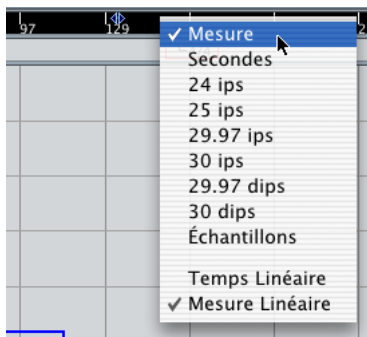 97 129 2
✓ Mesure
Secondes
24 ips
25 ips
29.97 ips
30 ips
29.97 dips
30 dips
Échantillons
Temps Linéaire
✓ Mesure Linéaire